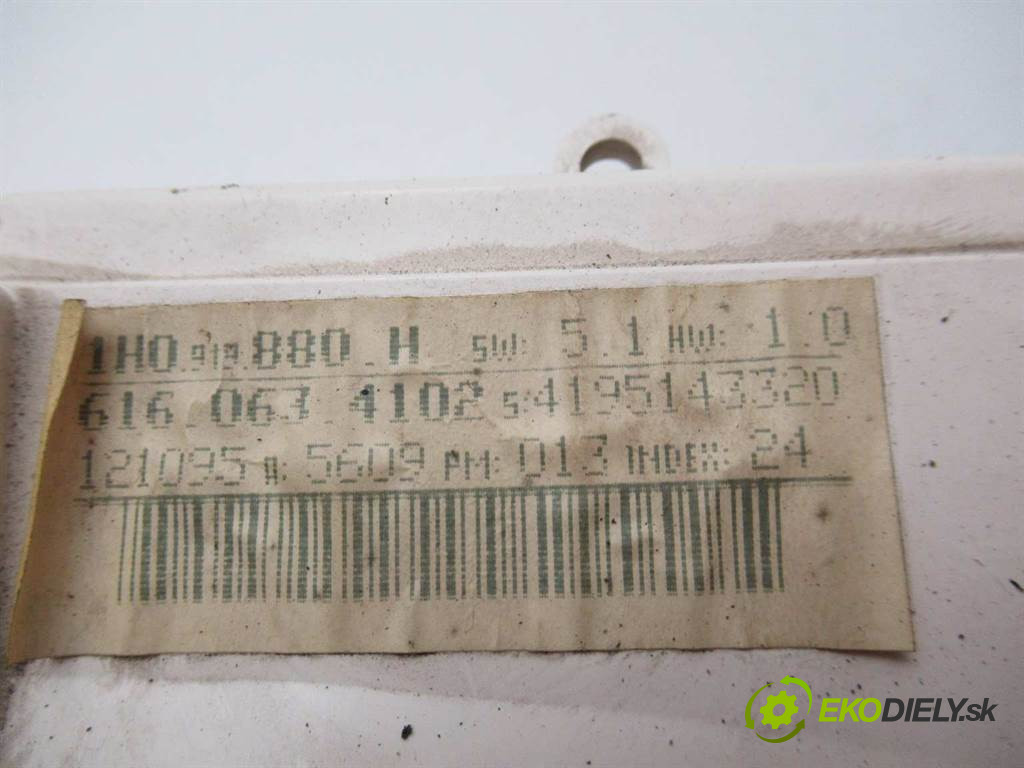 1H0.919.880.H SW: 5.1 HW: 1.0
616.063.4102 S:4195143320
121095 A: 5609 PM: 013 INDEX: 24
EKODIELY.sk